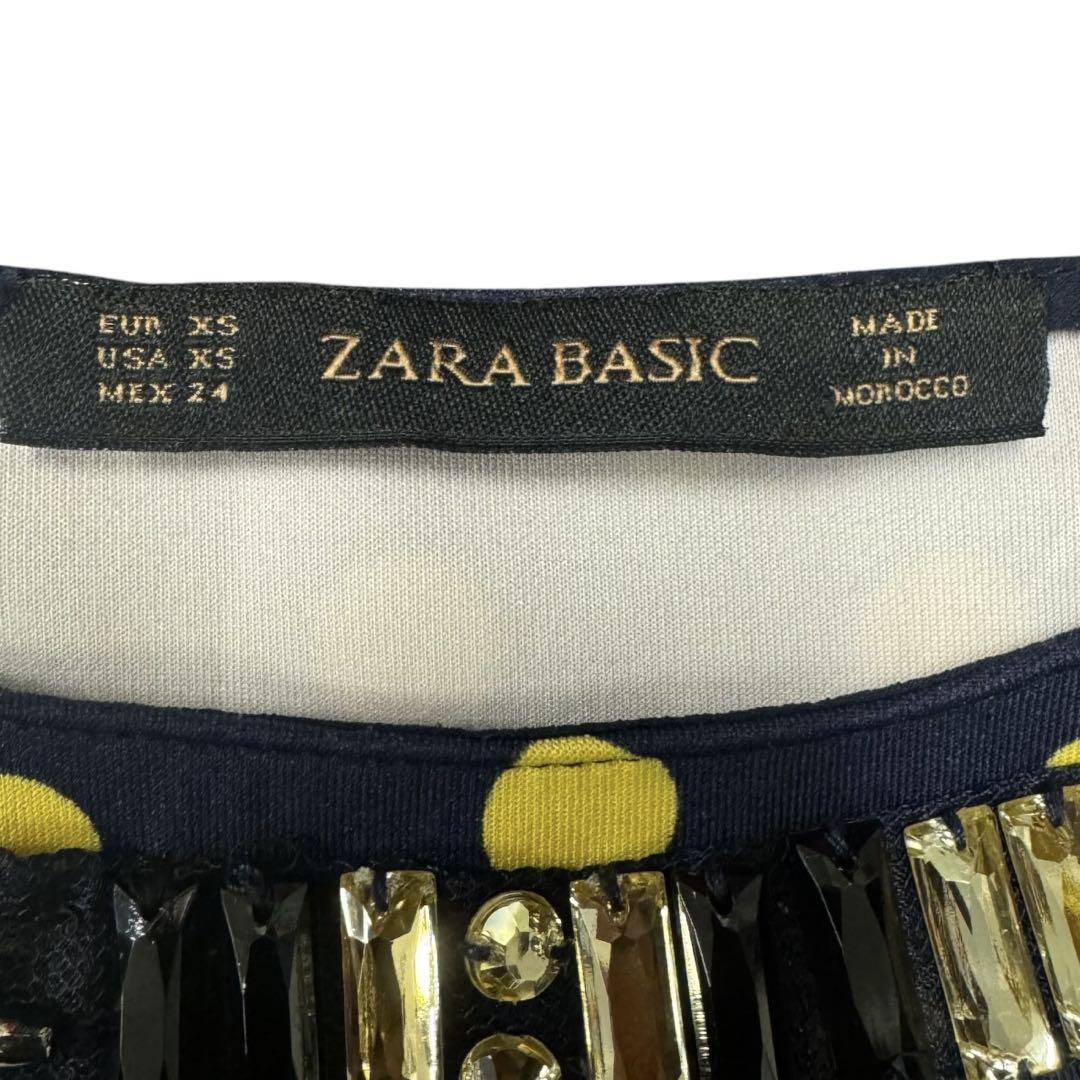 EUR XS
USA XS
MEX 24
ZARA BASIC
MADE
IN
MOROCCO